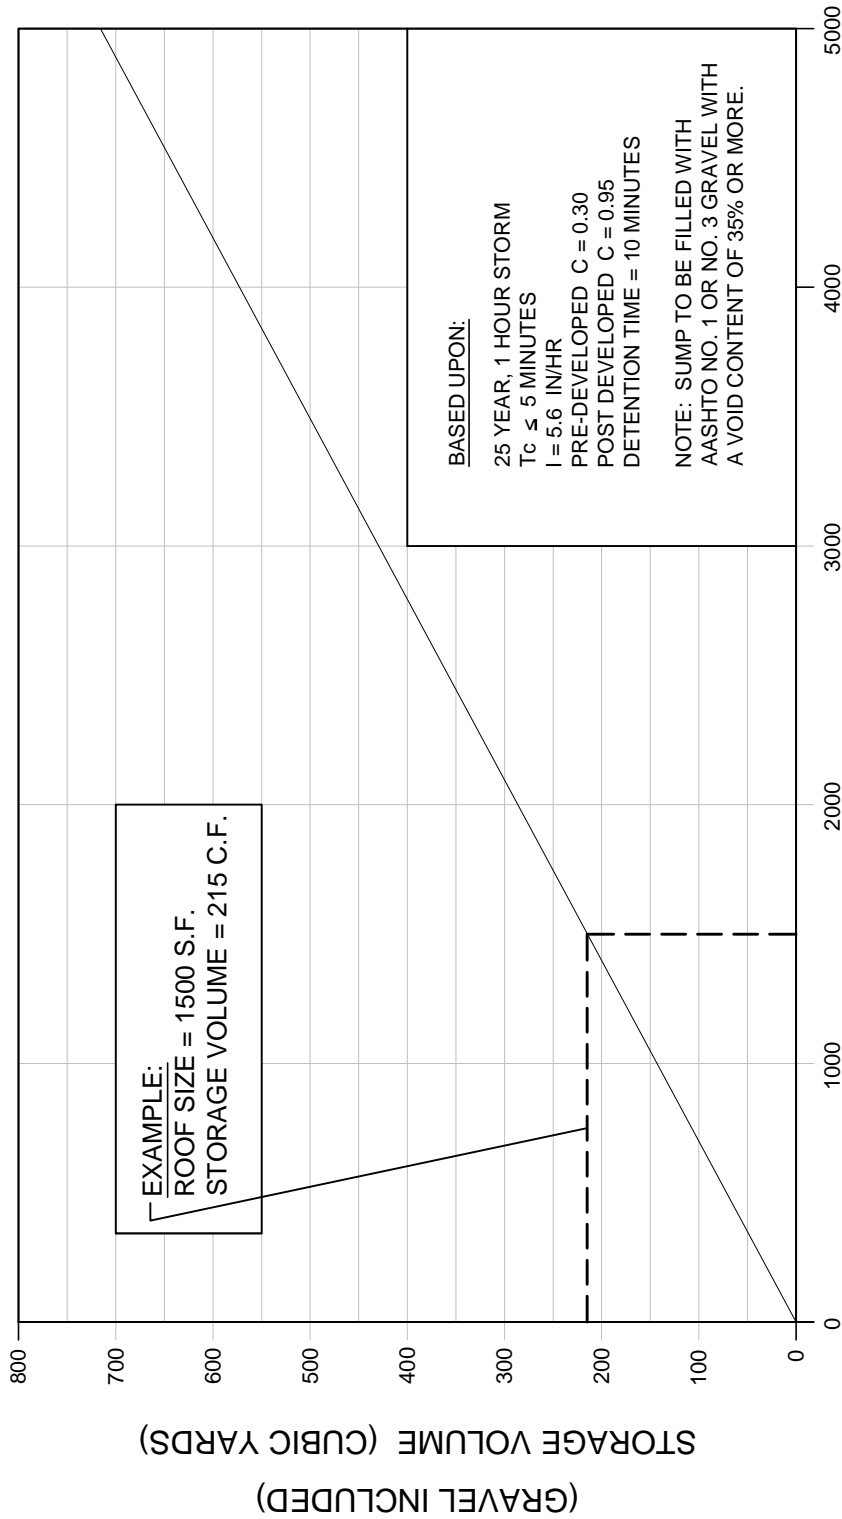 (GRAVEL INCLUDED)
STORAGE VOLUME (CUBIC YARDS)
800
700
600
500
400
300
200
100
0
0
1000
2000
3000
4000
5000
EXAMPLE:
ROOF SIZE = 1500 S.F.
STORAGE VOLUME = 215 C.F.
BASED UPON:
25 YEAR, 1 HOUR STORM
Tc ≤ 5 MINUTES
I = 5.6 IN/HR
PRE-DEVELOPED C = 0.30
POST DEVELOPED C = 0.95
DETENTION TIME = 10 MINUTES
NOTE: SUMP TO BE FILLED WITH
AASHTO NO. 1 OR NO. 3 GRAVEL WITH
A VOID CONTENT OF 35% OR MORE.